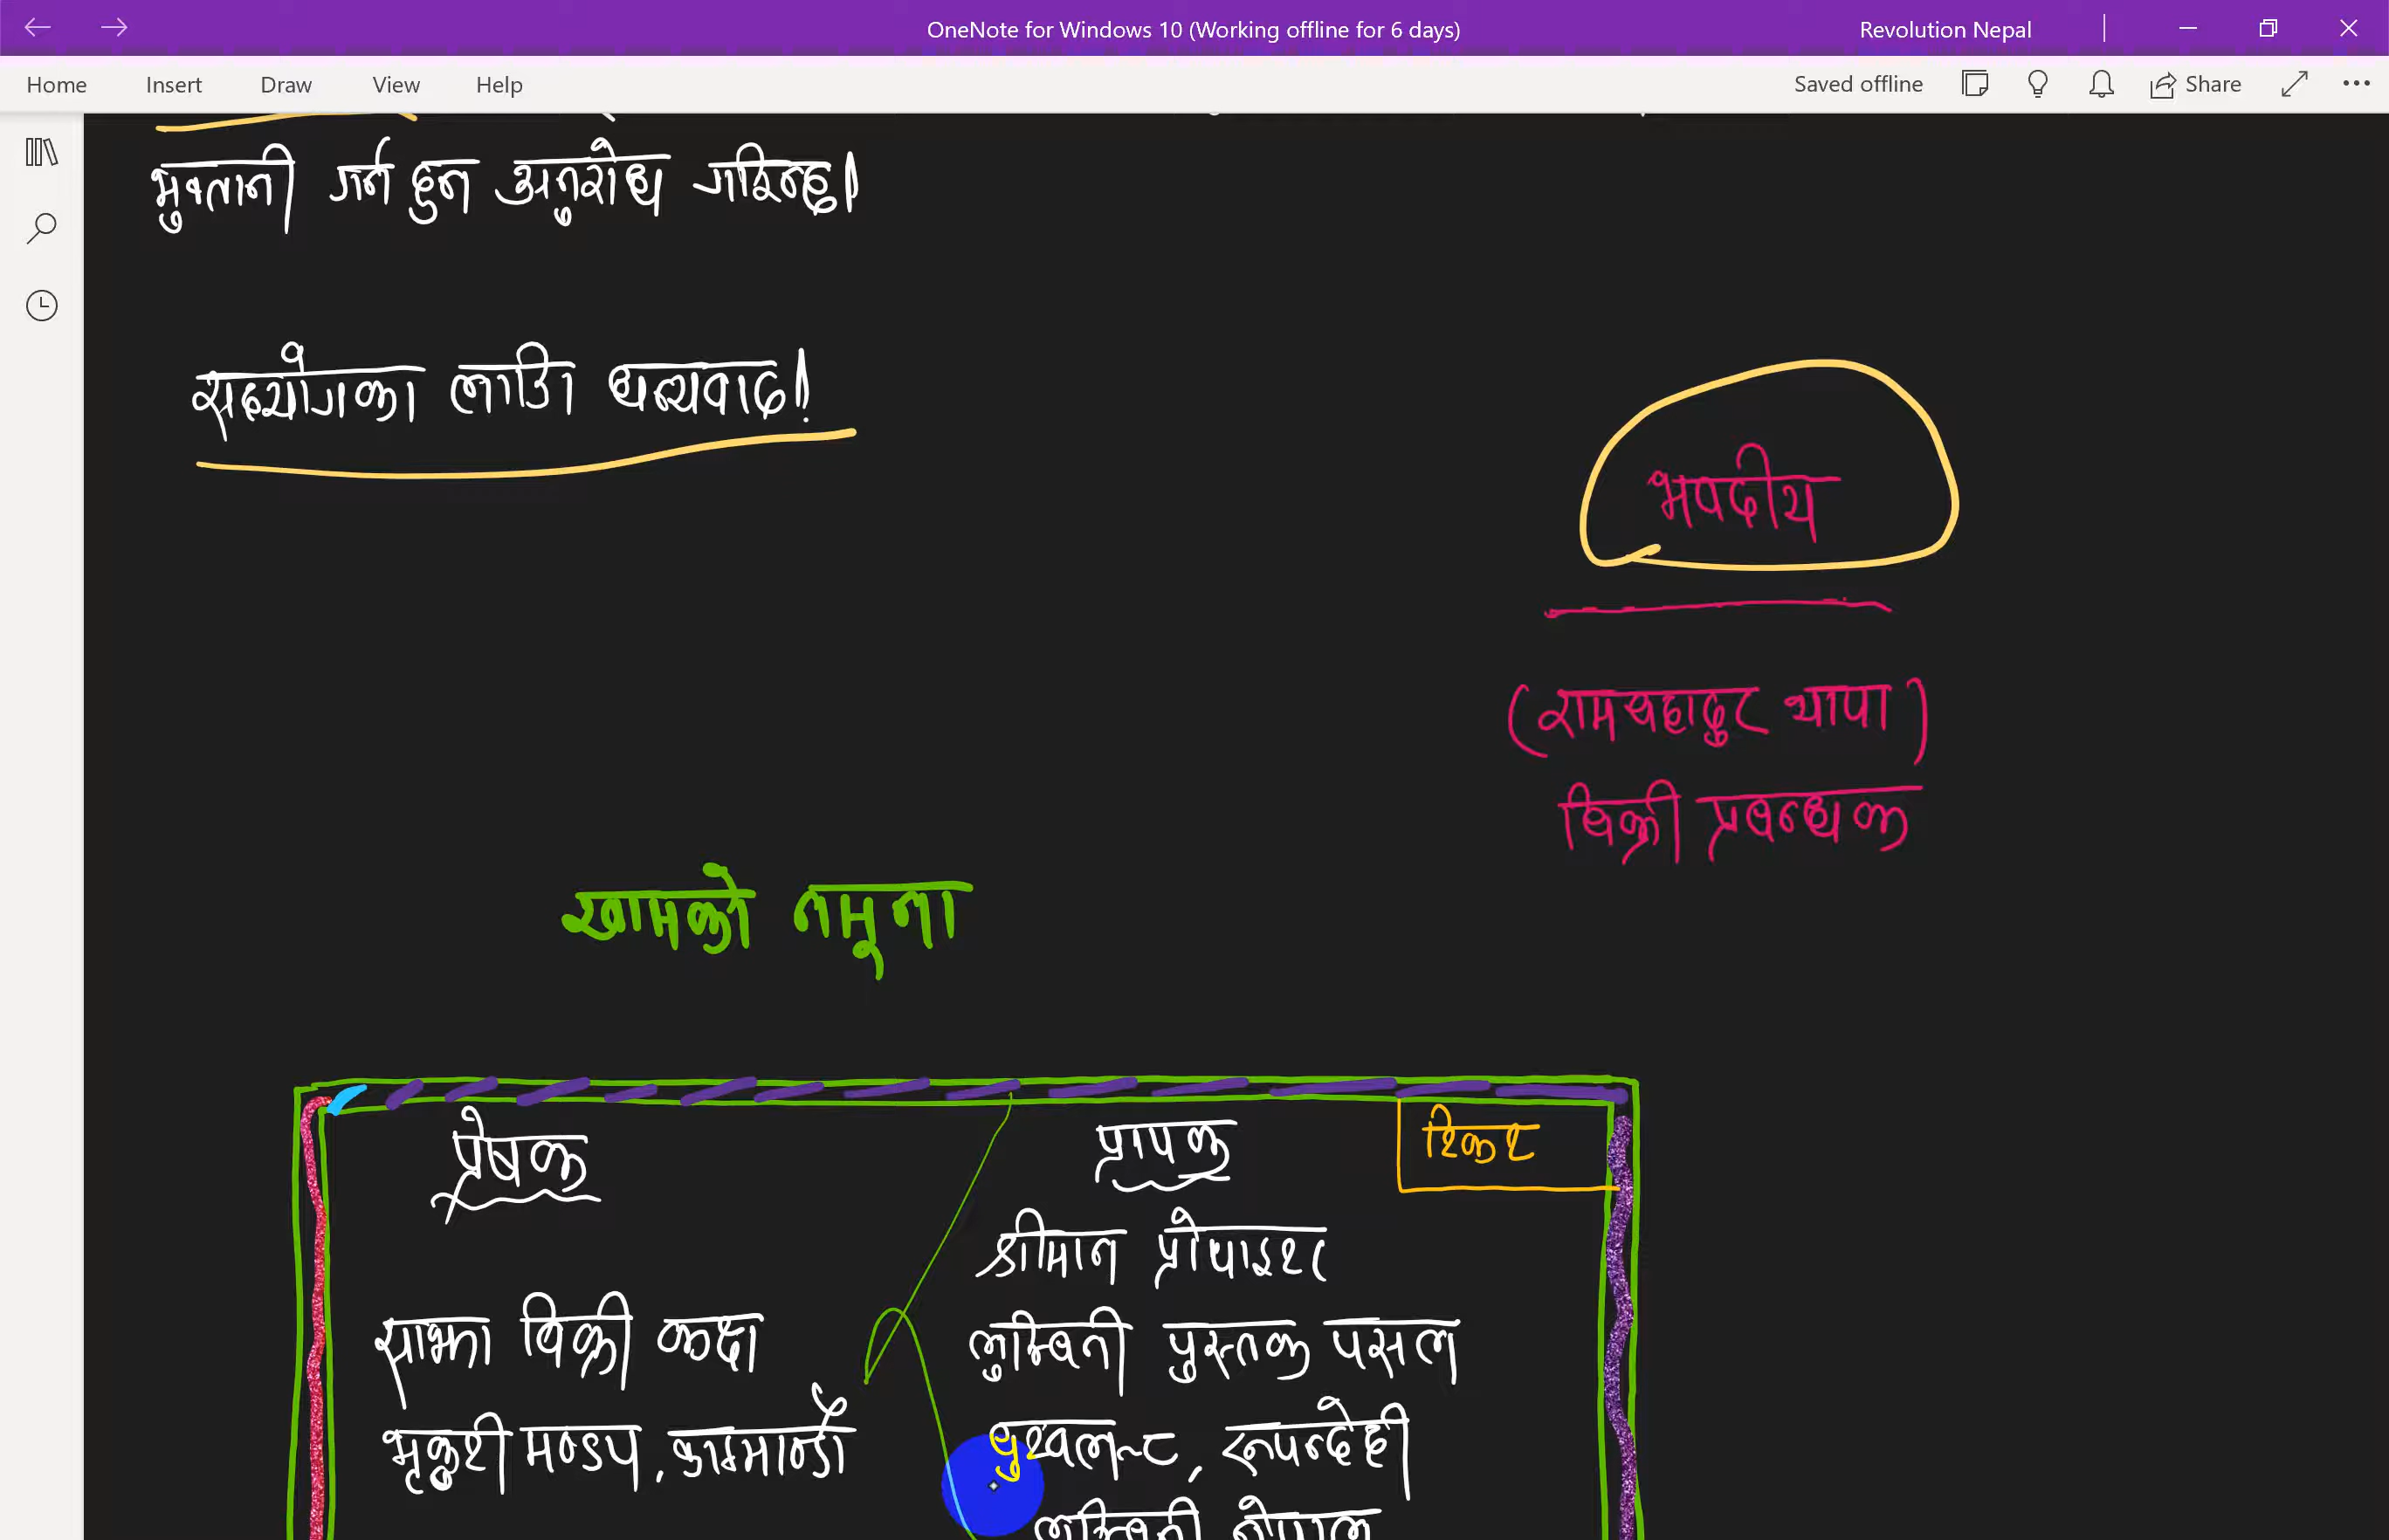 OneNote for Windows 10 (Working offline for 6 days)
Revolution Nepal
Home Insert Draw View Help
Saved offline
Share
भुक्तानी गर्न हुन अनुरोध गरिन्छ।
सहयोगका लागि धन्यवाद!
भवदीय
(रामबहादुर थापा)
बिक्री प्रबन्धक
खामको नमूना
प्रेषक
साझा बिक्री कक्षा
भृकुटी मण्डप, काठमाण्डौ
प्रापक
टिकट
श्रीमान प्रोपाइटर
लुम्बिनी पुस्तक पसल
रूपन्देही
लुम्बिनी नेपाल